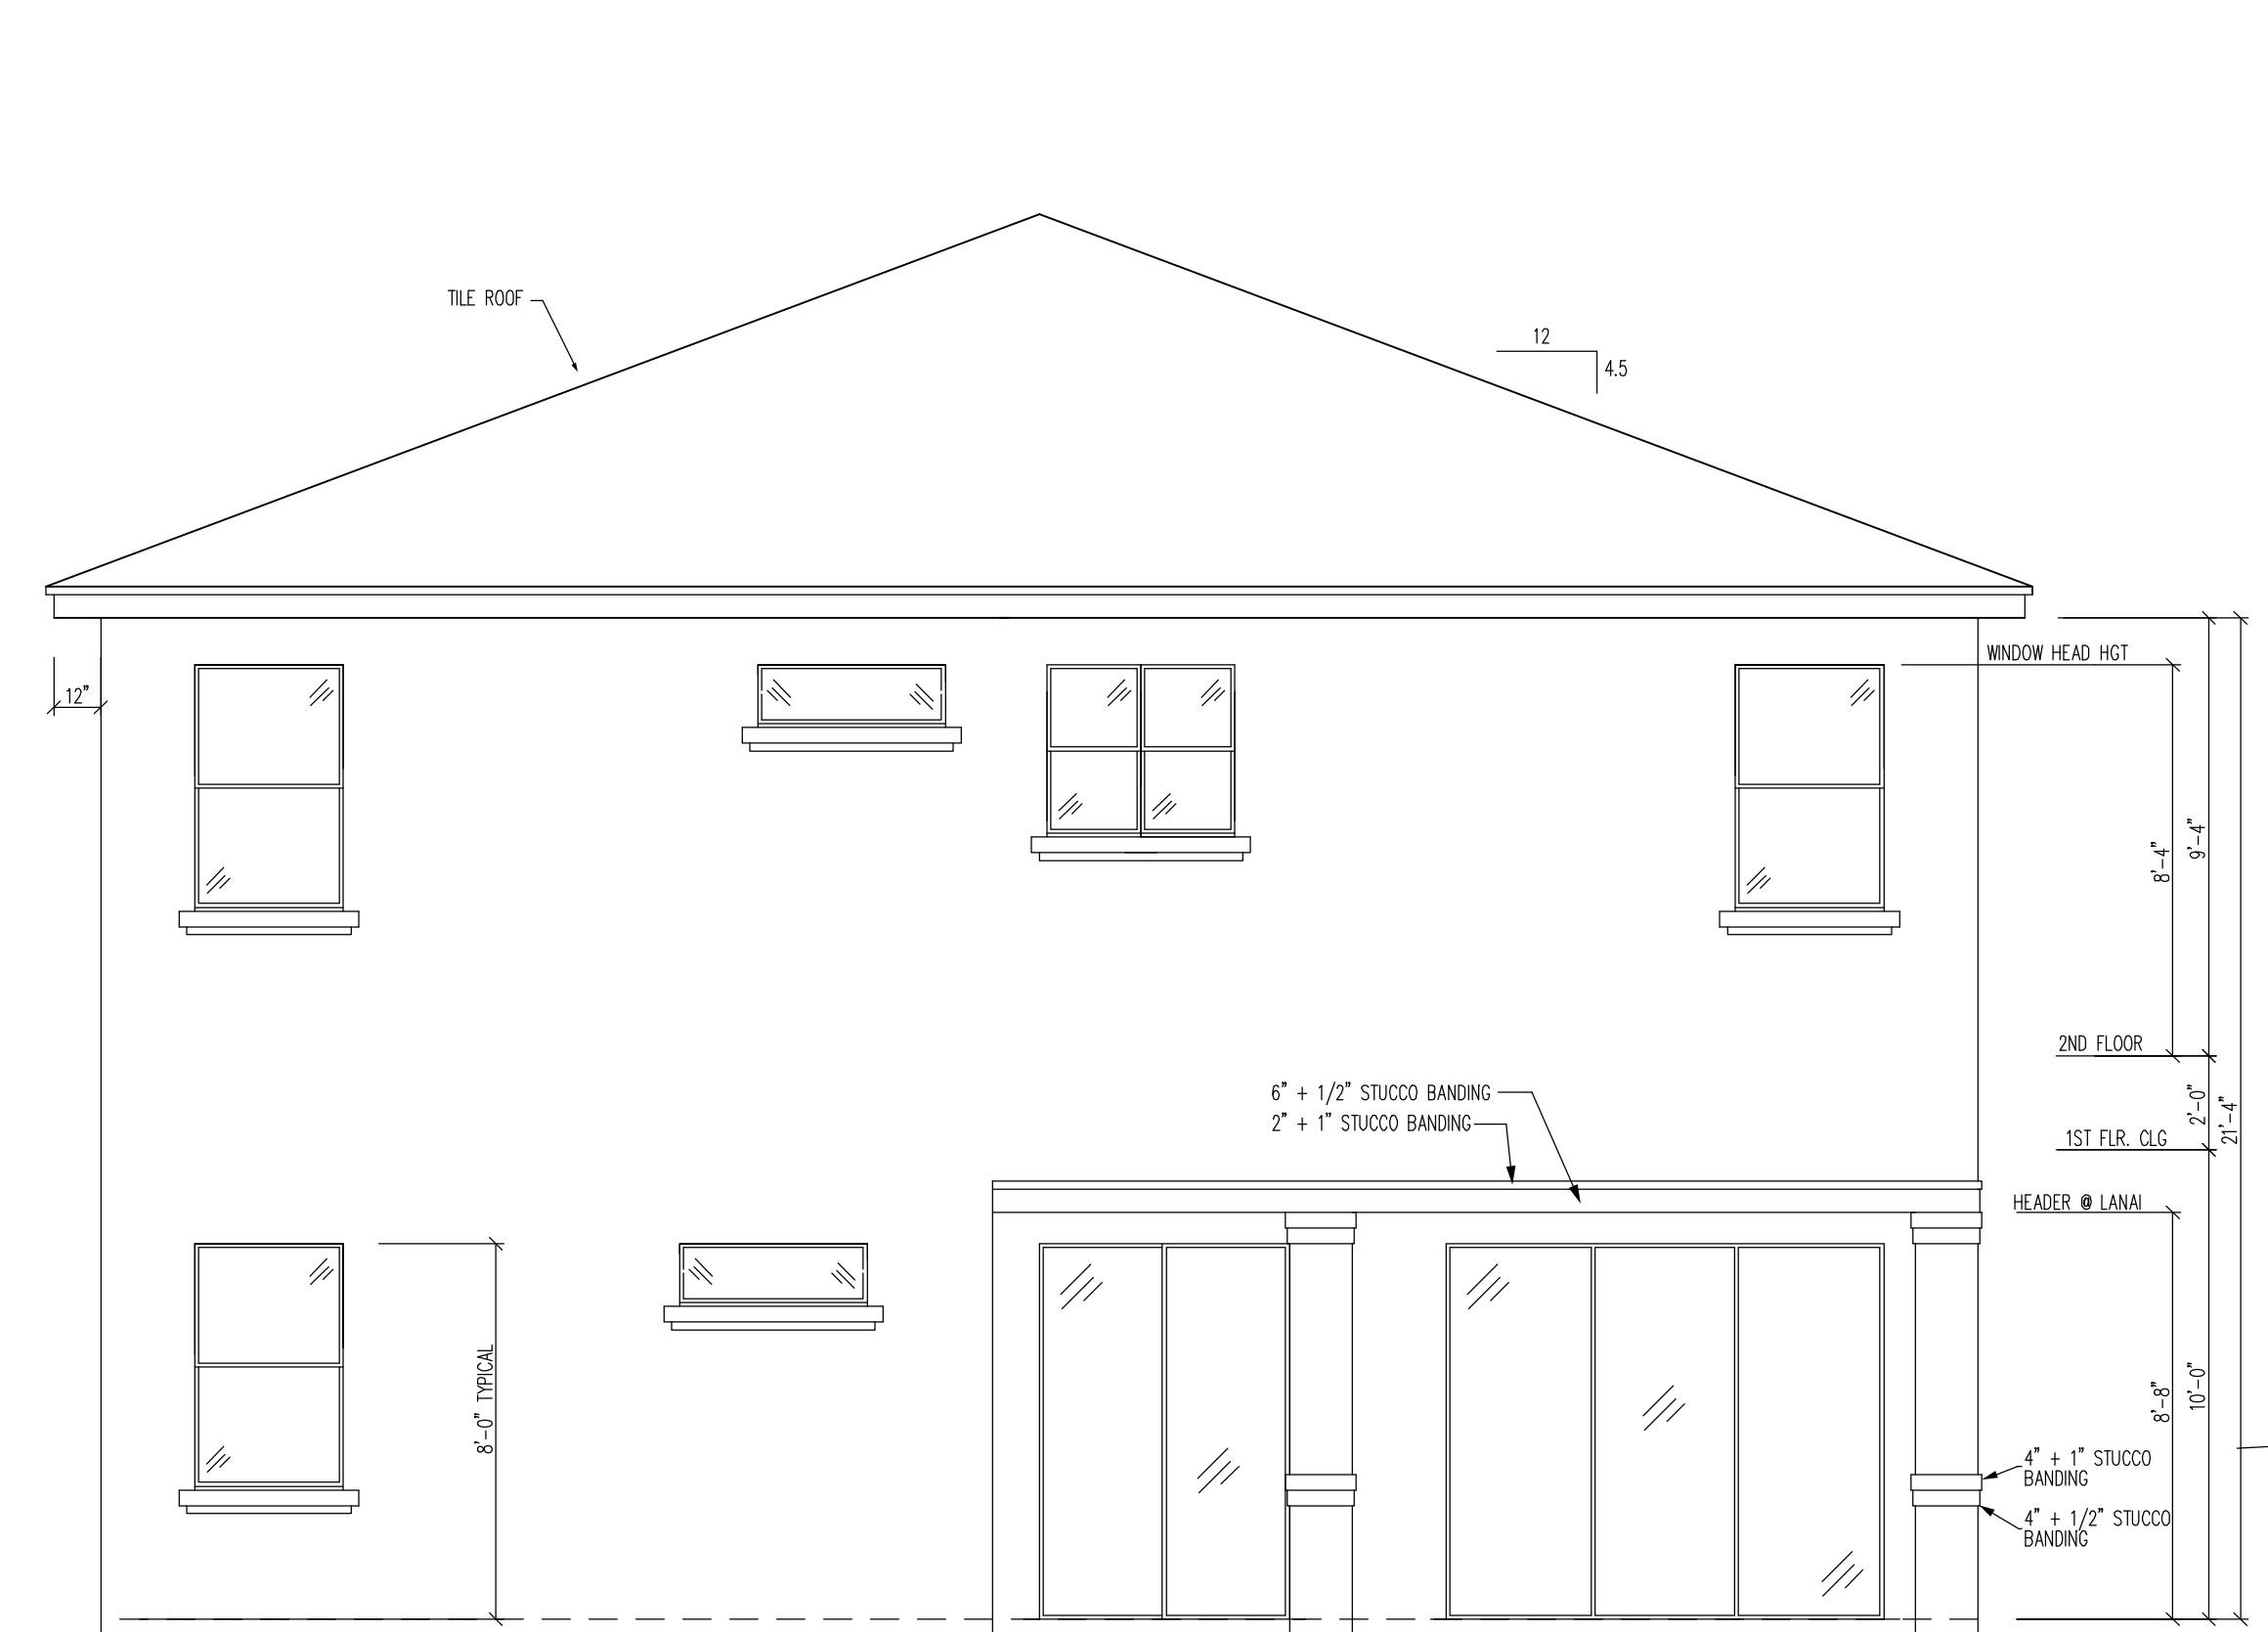 TILE ROOF
12
4.5
WINDOW HEAD HGT
12"
9'-4"
8'-4"
2ND FLOOR
6" + 1/2" STUCCO BANDING
2'-0"
21'-4"
2" + 1" STUCCO BANDING
1ST FLR. CLG
HEADER @ LANAI
8'-0" TYPICAL
8'-8"
10'-0"
4" + 1" STUCCO
BANDING
4" + 1/2" STUCCO
BANDING